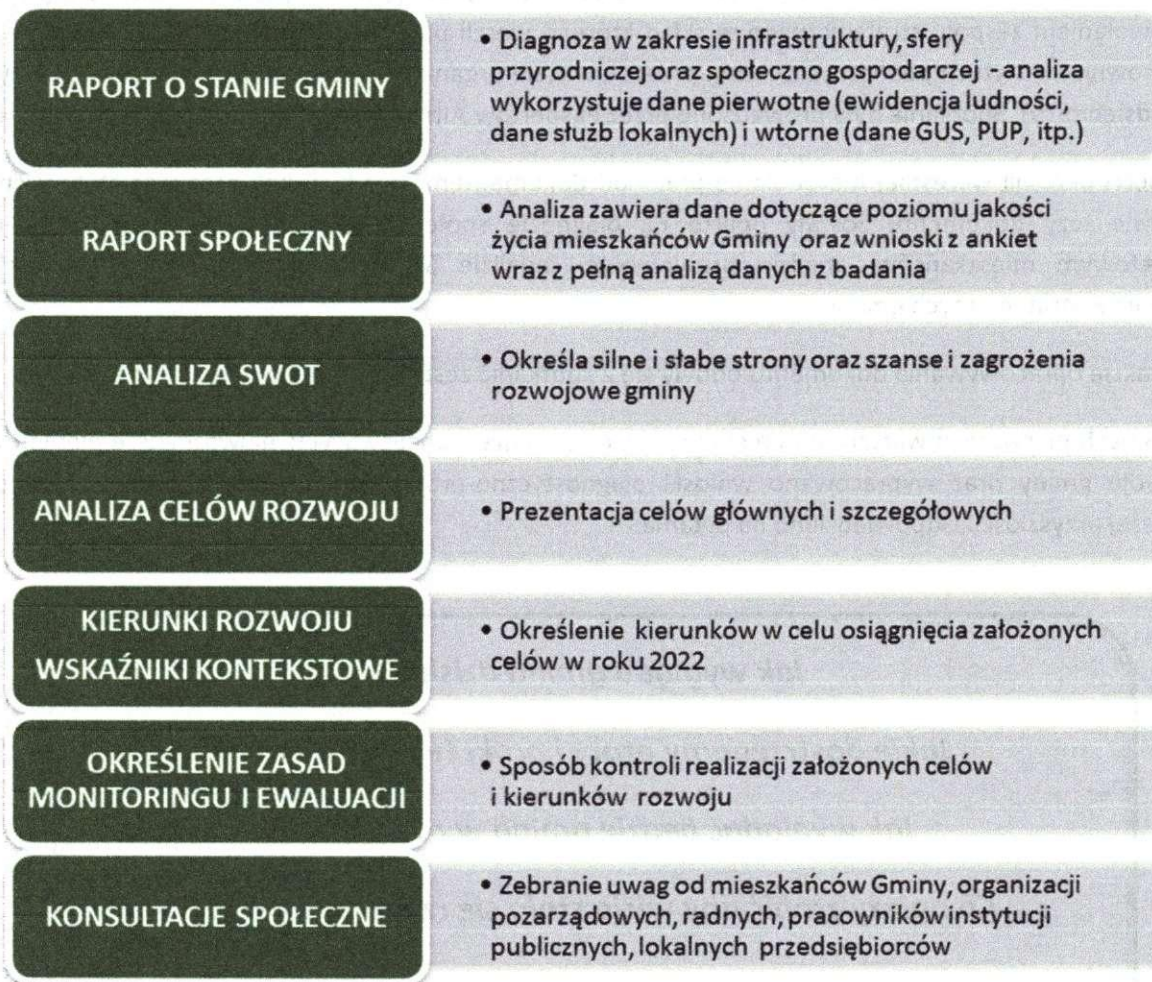 RAPORT O STANIE GMINY
• Diagnoza w zakresie infrastruktury, sfery
przyrodniczej oraz społeczno gospodarczej - analiza
wykorzystuje dane pierwotne (ewidencja ludności,
dane służb lokalnych) i wtórne (dane GUS, PUP, itp.)
RAPORT SPOŁECZNY
• Analiza zawiera dane dotyczące poziomu jakości
życia mieszkańców Gminy oraz wnioski z ankiet
wraz z pełną analizą danych z badania
ANALIZA SWOT
• Określa silne i słabe strony oraz szanse i zagrożenia
rozwojowe gminy
ANALIZA CELÓW ROZWOJU
• Prezentacja celów głównych i szczegółowych
KIERUNKI ROZWOJU
WSKAŹNIKI KONTEKSTOWE
• Określenie kierunków w celu osiągnięcia założonych
celów w roku 2022
OKREŚLENIE ZASAD
MONITORINGU I EWALUACJI
• Sposób kontroli realizacji założonych celów
i kierunków rozwoju
KONSULTACJE SPOŁECZNE
• Zebranie uwag od mieszkańców Gminy, organizacji
pozarządowych, radnych, pracowników instytucji
publicznych, lokalnych przedsiębiorców